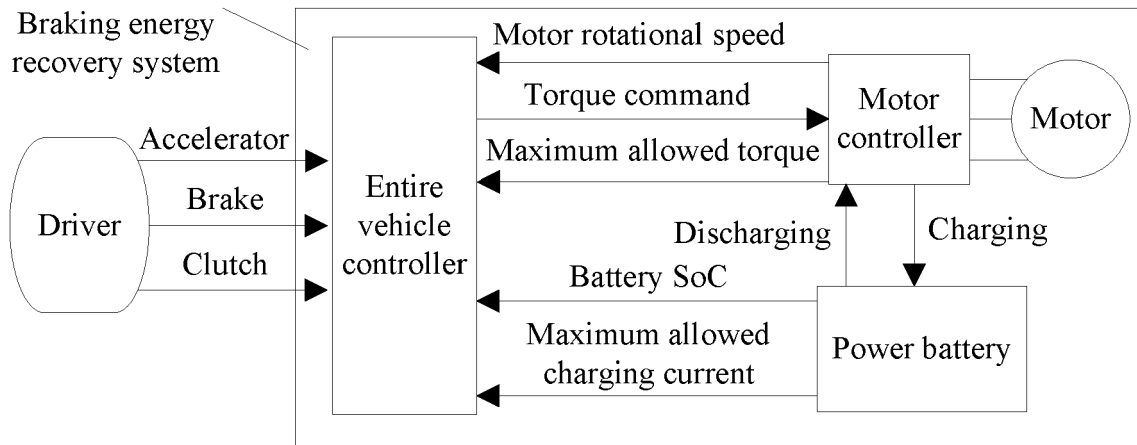 Braking energy
recovery system
Driver
Accelerator
Brake
Clutch
Entire
vehicle
controller
Motor rotational speed
Torque command
Maximum allowed torque
Motor
controller
Motor
Discharging
Charging
Battery SoC
Maximum allowed
charging current
Power battery